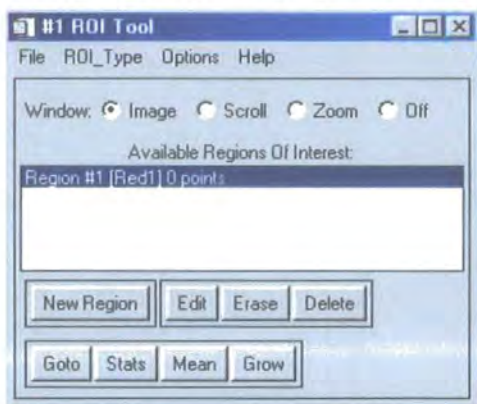 #1 ROI Tool
File ROI_Type Options Help
Window: Image Scroll Zoom Off
Available Regions Of Interest:
Region #1 [Red1] 0 points
New Region Edit Erase Delete
Goto Stats Mean Grow